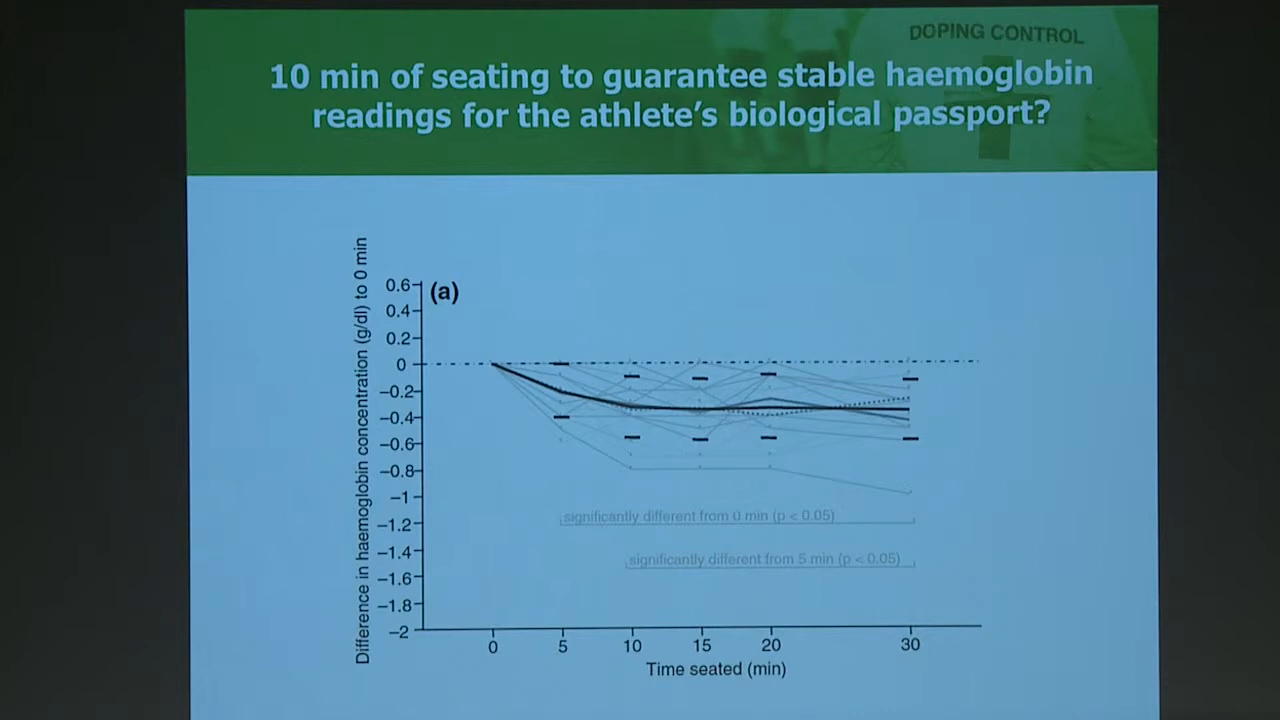 DOPING CONTROL
10 min of seating to guarantee stable haemoglobin
readings for the athlete's biological passport?
Difference in haemoglobin concentration (g/dl) to 0 min
(a)
0.6
0.4
0.2
0
−0.2
−0.4
−0.6
−0.8
−1
−1.2
−1.4
−1.6
−1.8
−2
significantly different from 0 min (p < 0.05)
significantly different from 5 min (p < 0.05)
0 5 10 15 20 30
Time seated (min)